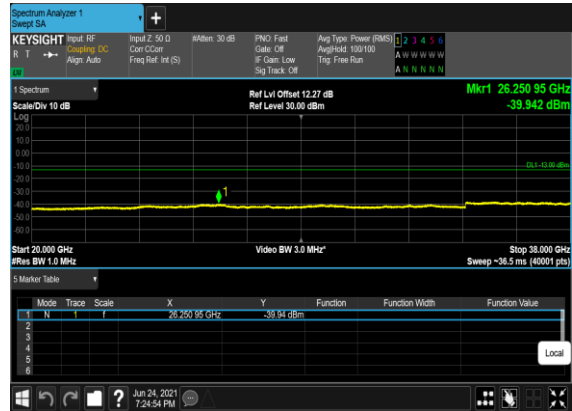 Spectrum Analyzer 1
Swept SA
+
KEYSIGHT Input: RF Input Z: 50 Ω #Atten: 30 dB PNO: Fast Avg Type: Power (RMS) 1 2 3 4 5 6
R T Coupling: DC Corr CCorr Gate: Off Avg|Hold: 100/100 A W W W W W
Align: Auto Freq Ref: Int (S) IF Gain: Low Trig: Free Run
LW Sig Track: Off A N N N N N
1 Spectrum Ref Lvl Offset 12.27 dB Mkr1 26.250 95 GHz
Scale/Div 10 dB Ref Level 30.00 dBm -39.942 dBm
Log
20.0
10.0
0.00
-10.0 DL1 -13.00 dBm
-20.0
-30.0 1
-40.0
-50.0
-60.0
Start 20.000 GHz Video BW 3.0 MHz* Stop 38.000 GHz
#Res BW 1.0 MHz Sweep ~36.5 ms (40001 pts)
5 Marker Table
Mode Trace Scale X Y Function Function Width Function Value
1 N 1 f 26.250 95 GHz -39.94 dBm
2
3
4
5
6
Local
? Jun 24, 2021
7:24:54 PM